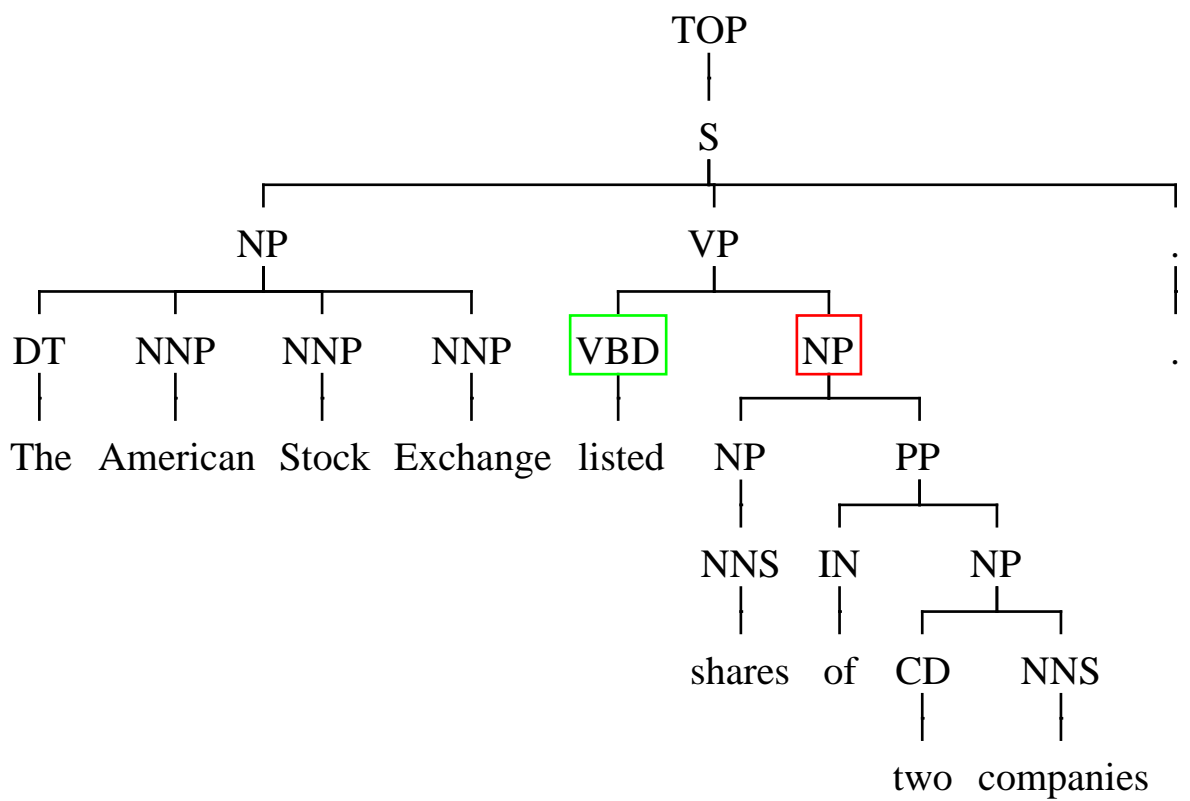 TOP
S
NP VP .
DT NNP NNP NNP VBD NP .
The American Stock Exchange listed NP PP
NNS IN NP
shares of CD NNS
two companies